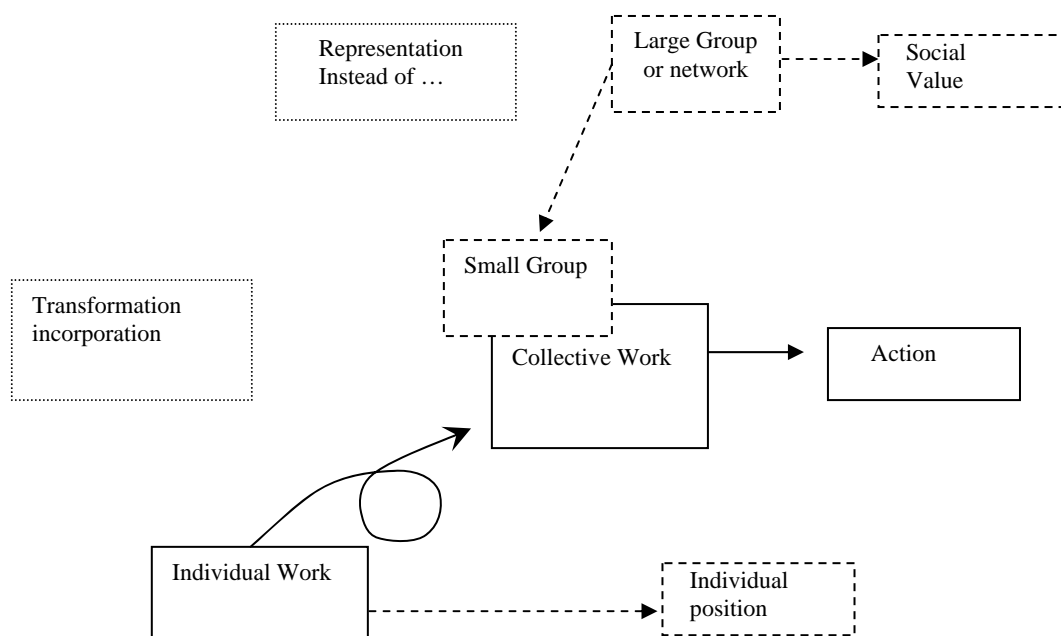 Representation
Instead of …
Large Group
or network
Social
Value
Small Group
Transformation
incorporation
Collective Work
Action
Individual Work
Individual
position